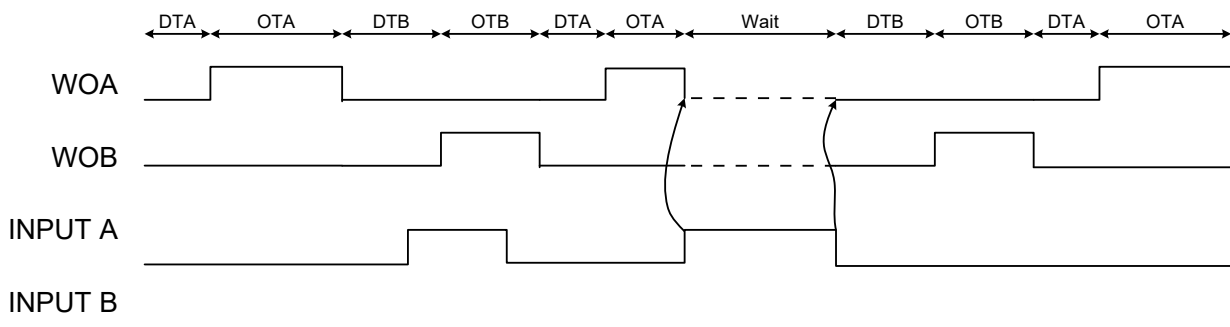 DTA OTA DTB OTB DTA OTA Wait DTB OTB DTA OTA
WOA
WOB
INPUT A
INPUT B